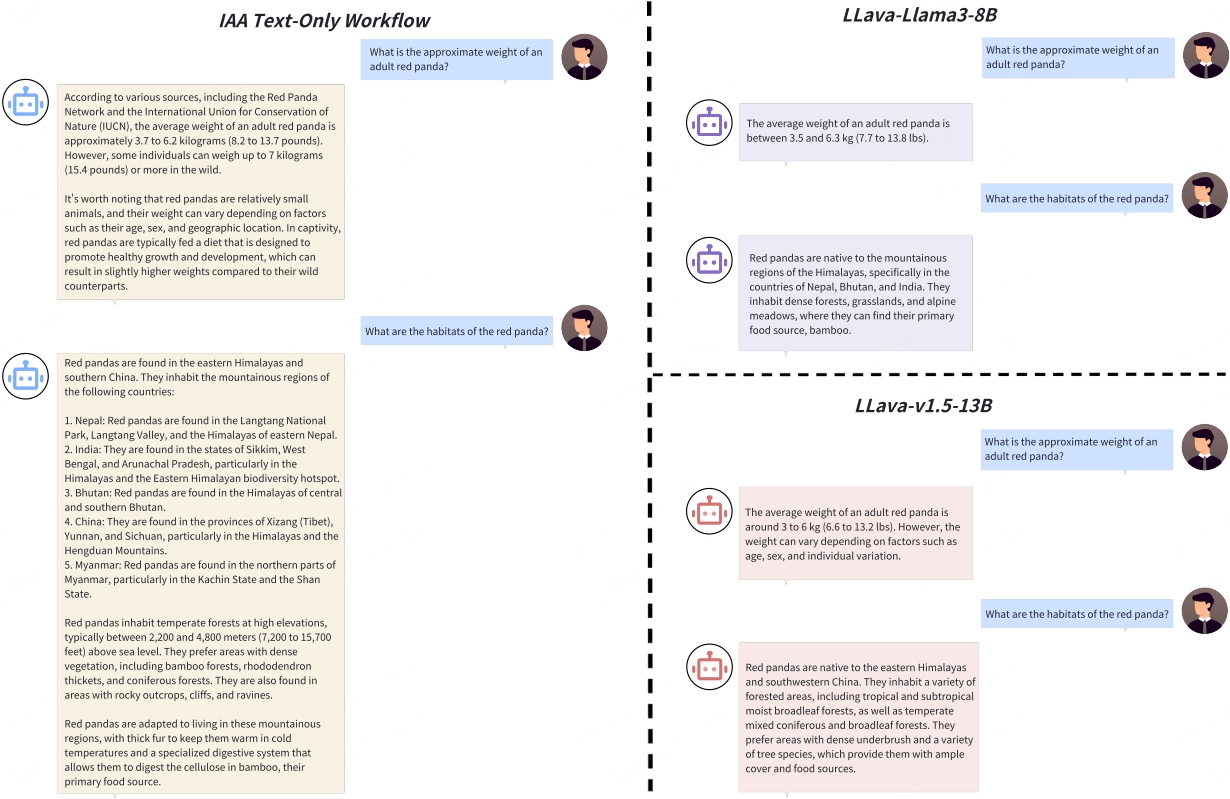 IAA Text-Only Workflow
What is the approximate weight of an
adult red panda?
According to various sources, including the Red Panda
Network and the International Union for Conservation of
Nature (IUCN), the average weight of an adult red panda is
approximately 3.7 to 6.2 kilograms (8.2 to 13.7 pounds).
However, some individuals can weigh up to 7 kilograms
(15.4 pounds) or more in the wild.
It's worth noting that red pandas are relatively small
animals, and their weight can vary depending on factors
such as their age, sex, and geographic location. In captivity,
red pandas are typically fed a diet that is designed to
promote healthy growth and development, which can
result in slightly higher weights compared to their wild
counterparts.
What are the habitats of the red panda?
Red pandas are found in the eastern Himalayas and
southern China. They inhabit the mountainous regions of
the following countries:
1. Nepal: Red pandas are found in the Langtang National
Park, Langtang Valley, and the Himalayas of eastern Nepal.
2. India: They are found in the states of Sikkim, West
Bengal, and Arunachal Pradesh, particularly in the
Himalayas and the Eastern Himalayan biodiversity hotspot.
3. Bhutan: Red pandas are found in the Himalayas of central
and southern Bhutan.
4. China: They are found in the provinces of Xizang (Tibet),
Yunnan, and Sichuan, particularly in the Himalayas and the
Hengduan Mountains.
5. Myanmar: Red pandas are found in the northern parts of
Myanmar, particularly in the Kachin State and the Shan
State.
Red pandas inhabit temperate forests at high elevations,
typically between 2,200 and 4,800 meters (7,200 to 15,700
feet) above sea level. They prefer areas with dense
vegetation, including bamboo forests, rhododendron
thickets, and coniferous forests. They are also found in
areas with rocky outcrops, cliffs, and ravines.
Red pandas are adapted to living in these mountainous
regions, with thick fur to keep them warm in cold
temperatures and a specialized digestive system that
allows them to digest the cellulose in bamboo, their
primary food source.
LLava-Llama3-8B
What is the approximate weight of an
adult red panda?
The average weight of an adult red panda is
between 3.5 and 6.3 kg (7.7 to 13.8 lbs).
What are the habitats of the red panda?
Red pandas are native to the mountainous
regions of the Himalayas, specifically in the
countries of Nepal, Bhutan, and India. They
inhabit dense forests, grasslands, and alpine
meadows, where they can find their primary
food source, bamboo.
LLava-v1.5-13B
What is the approximate weight of an
adult red panda?
The average weight of an adult red panda is
around 3 to 6 kg (6.6 to 13.2 lbs). However, the
weight can vary depending on factors such as
age, sex, and individual variation.
What are the habitats of the red panda?
Red pandas are native to the eastern Himalayas
and southwestern China. They inhabit a variety of
forested areas, including tropical and subtropical
moist broadleaf forests, as well as temperate
mixed coniferous and broadleaf forests. They
prefer areas with dense underbrush and a variety
of tree species, which provide them with ample
cover and food sources.